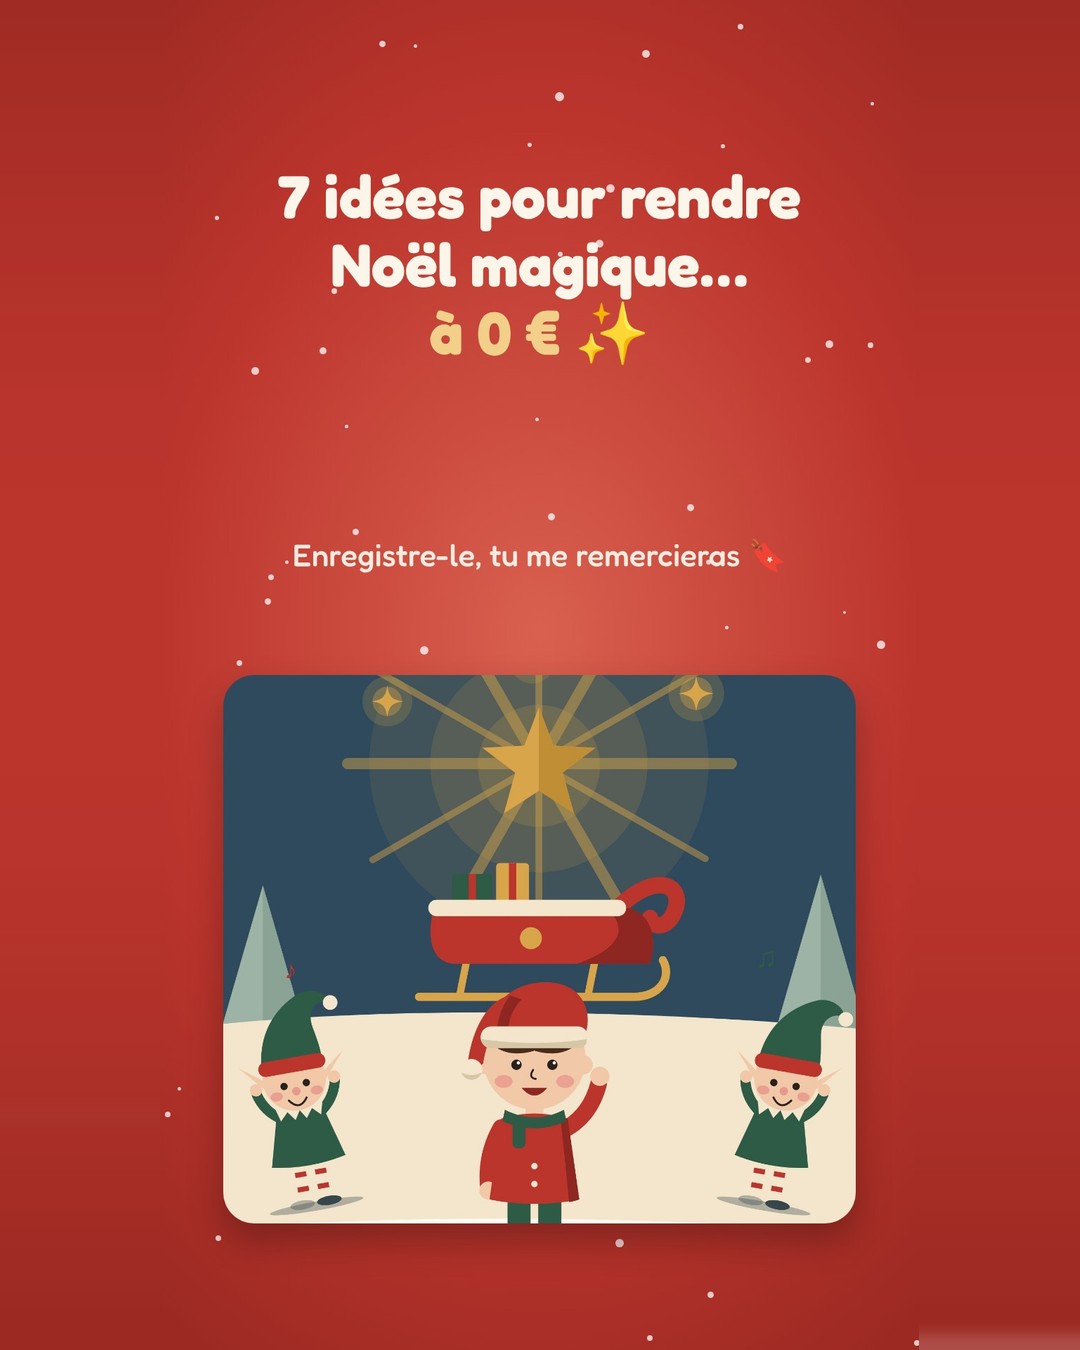 7 idées pour rendre
Noël magique...
à 0 € ✨
Enregistre-le, tu me remercieras 🔖